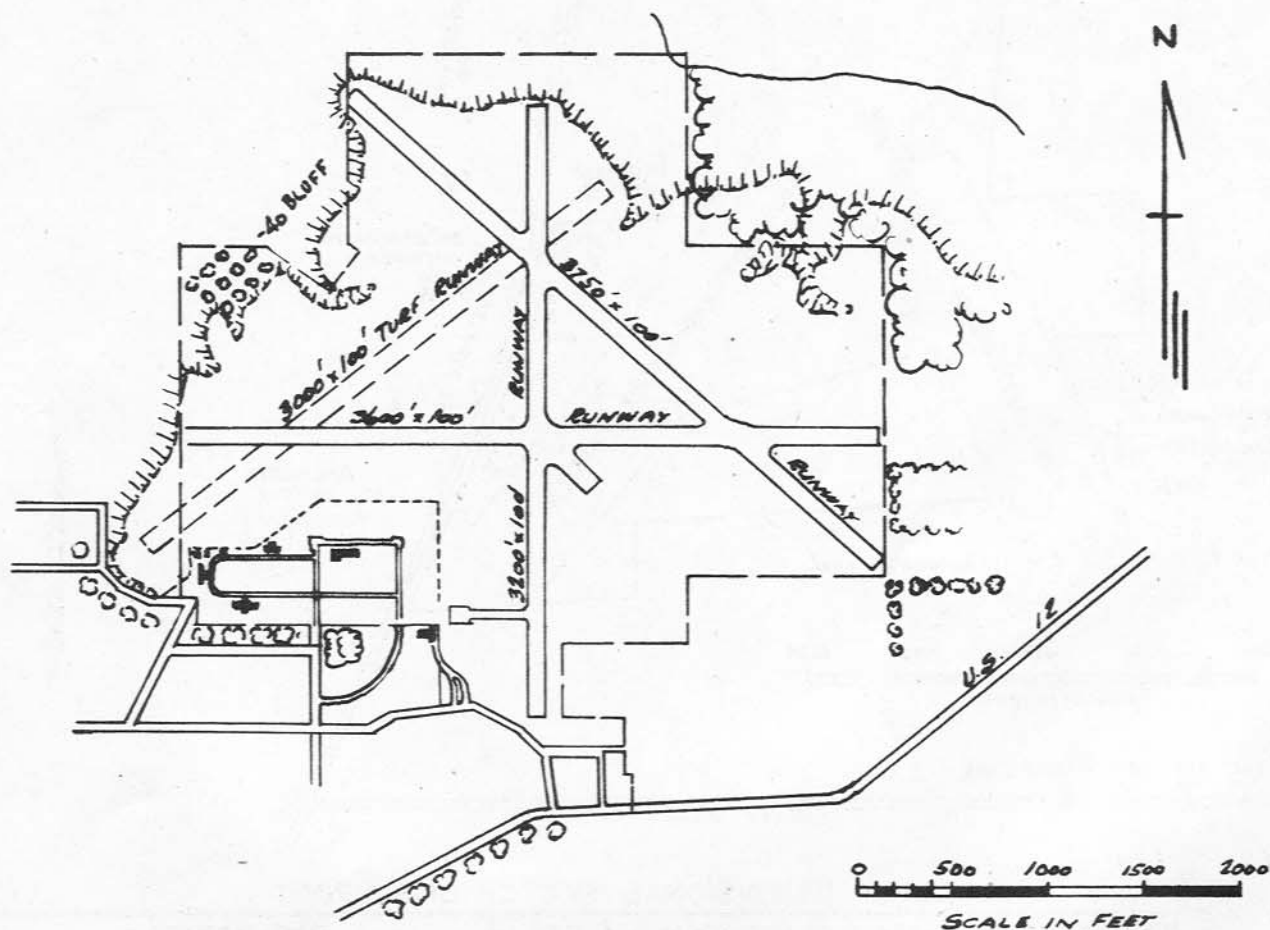 N
-40 BLUFF
3000' x 100' TURF RUNWAY
3750' x 100'
RUNWAY
3600' x 100' RUNWAY
RUNWAY
3200' x 100'
U.S. 12
0 500 1000 1500 2000
SCALE IN FEET